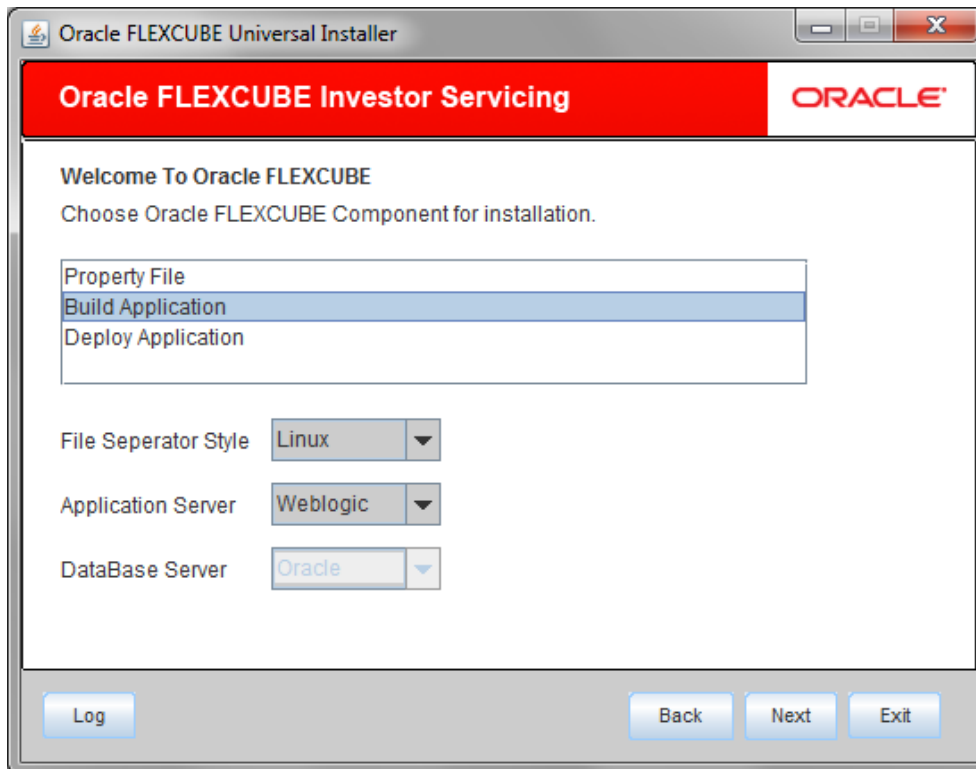 Oracle FLEXCUBE Universal Installer
Oracle FLEXCUBE Investor Servicing
ORACLE
Welcome To Oracle FLEXCUBE
Choose Oracle FLEXCUBE Component for installation.
Property File
Build Application
Deploy Application
File Seperator Style Linux
Application Server Weblogic
DataBase Server Oracle
Log Back Next Exit